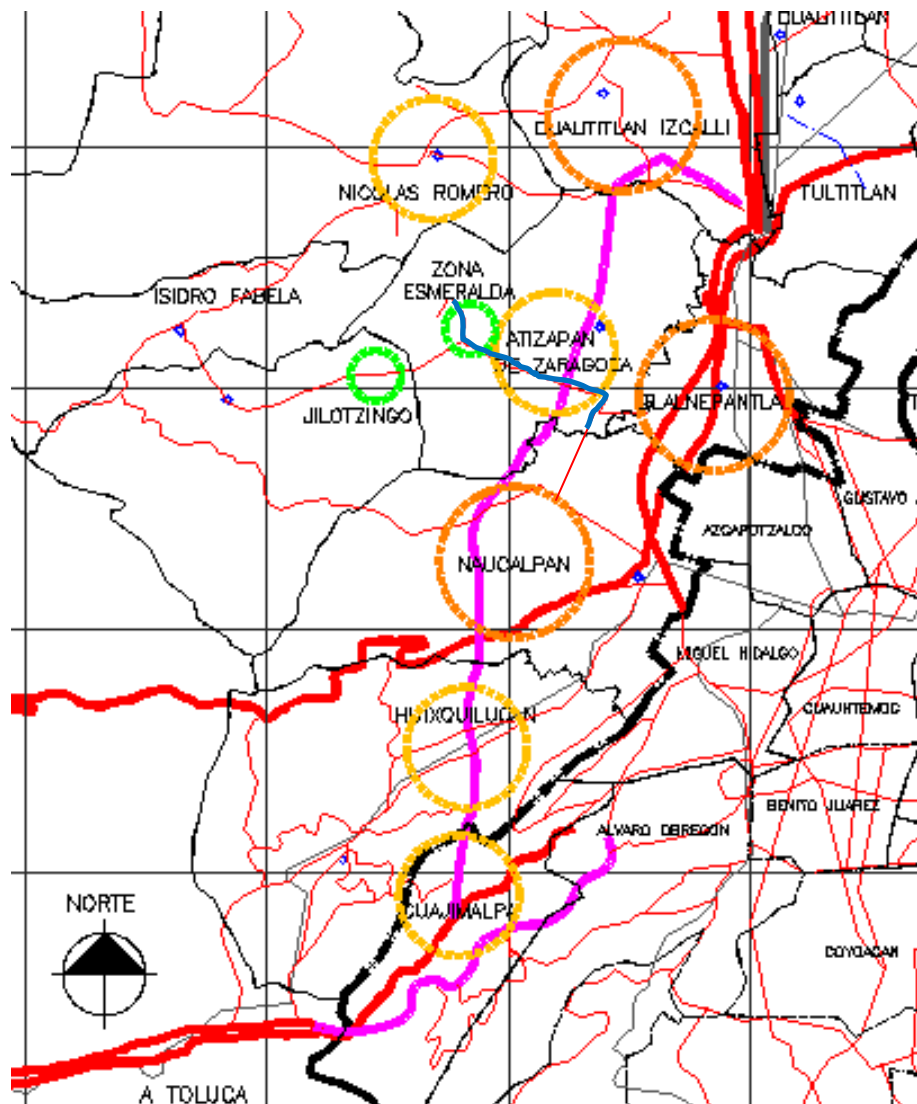 CUAUTITLAN
CUAUTITLAN IZCALLI
NICOLAS ROMERO
TULTITLAN
ZONA
ESMERALDA
ISIDRO FABELA
ATIZAPAN
DE ZARAGOZA
TLALNEPANTLA
JILOTZINGO
GUSTAVO
AZCAPOTZALCO
NAUCALPAN
MIGUEL HIDALGO
HUIXQUILUCAN
CUAUHTEMOC
BENITO JUAREZ
ALVARO OBREGON
CUAJIMALPA
NORTE
COYOACAN
A TOLUCA